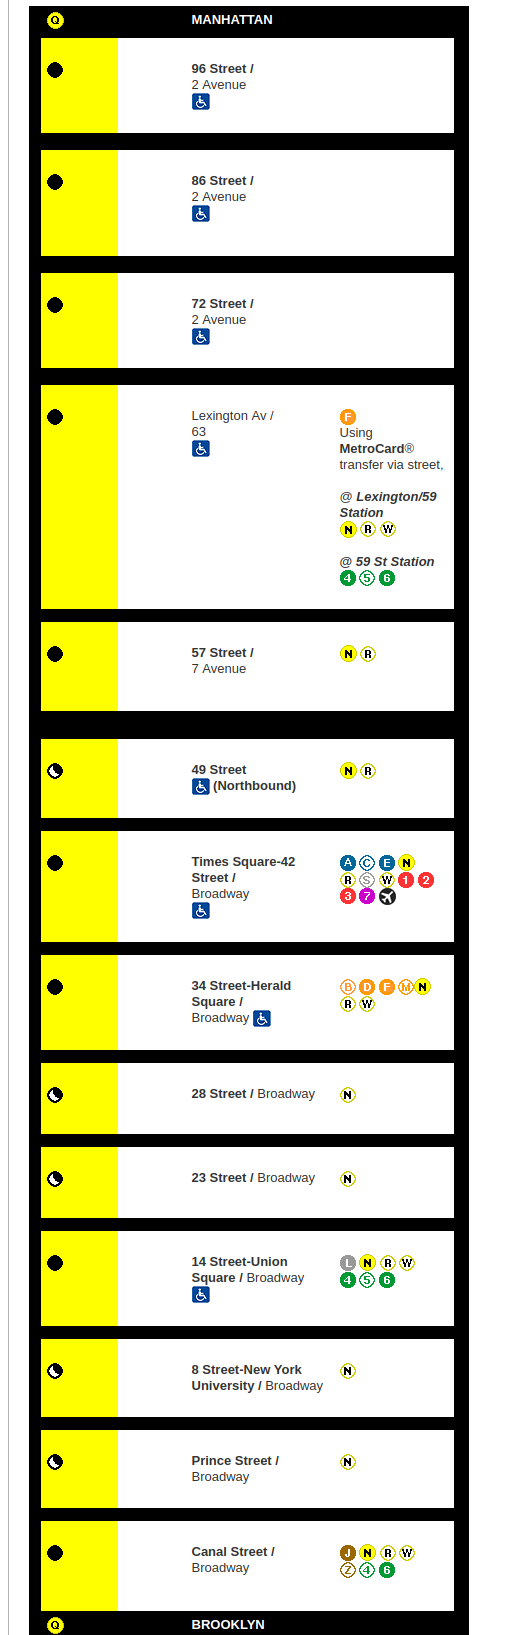 Q MANHATTAN
96 Street /
2 Avenue
86 Street /
2 Avenue
72 Street /
2 Avenue
Lexington Av /
63
F
Using
MetroCard®
transfer via street,
@ Lexington/59
Station
N R W
@ 59 St Station
4 5 6
57 Street /
7 Avenue
N R
49 Street
(Northbound)
N R
Times Square-42
Street /
Broadway
A C E N
R S W 1 2
3 7
34 Street-Herald
Square /
Broadway
B D F M N
R W
28 Street / Broadway
N
23 Street / Broadway
N
14 Street-Union
Square / Broadway
L N R W
4 5 6
8 Street-New York
University / Broadway
N
Prince Street /
Broadway
N
Canal Street /
Broadway
J N R W
Z 4 6
Q BROOKLYN